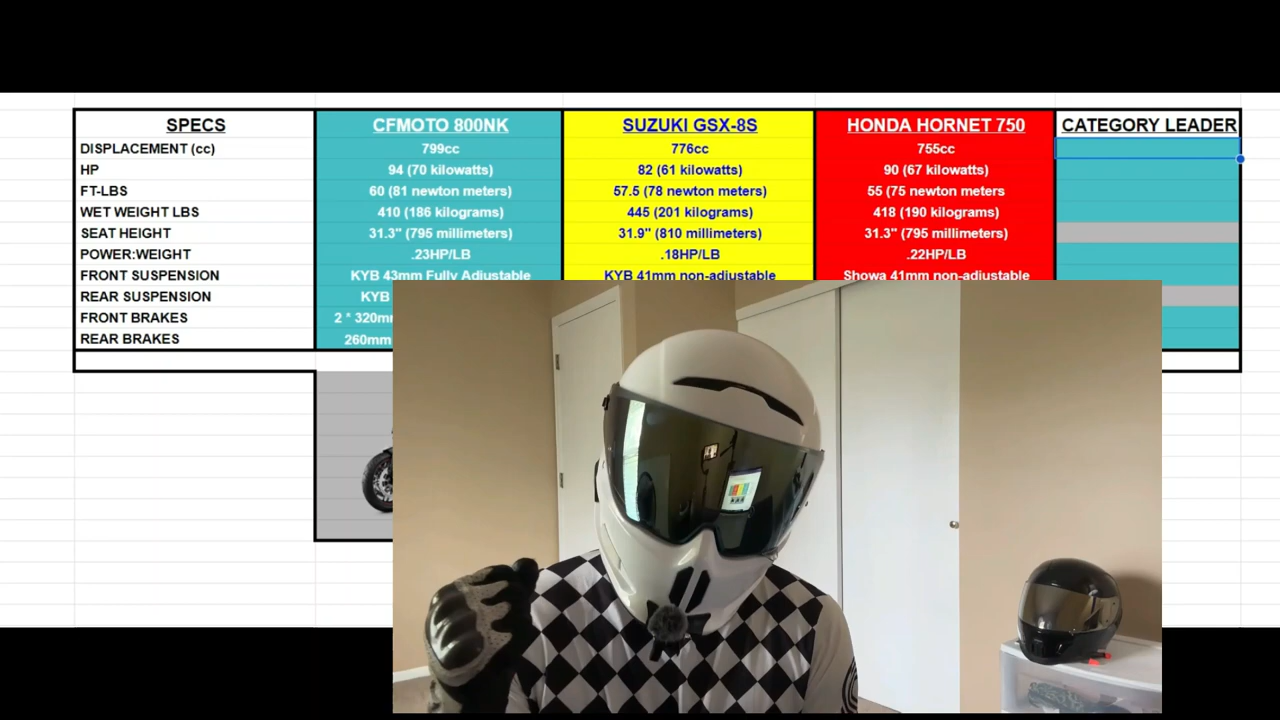 SPECS CFMOTO 800NK SUZUKI GSX-8S HONDA HORNET 750 CATEGORY LEADER
DISPLACEMENT (cc) 799cc 776cc 755cc
HP 94 (70 kilowatts) 82 (61 kilowatts) 90 (67 kilowatts)
FT-LBS 60 (81 newton meters) 57.5 (78 newton meters) 55 (75 newton meters
WET WEIGHT LBS 410 (186 kilograms) 445 (201 kilograms) 418 (190 kilograms)
SEAT HEIGHT 31.3" (795 millimeters) 31.9" (810 millimeters) 31.3" (795 millimeters)
POWER:WEIGHT .23HP/LB .18HP/LB .22HP/LB
FRONT SUSPENSION KYB 43mm Fully Adjustable KYB 41mm non-adjustable Showa 41mm non-adjustable
REAR SUSPENSION KYB
FRONT BRAKES 2 * 320mm
REAR BRAKES 260mm